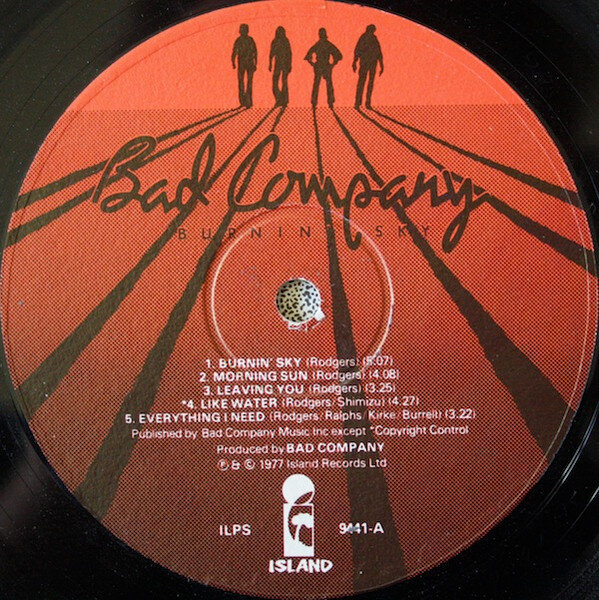 Bad Company
BURNIN' SKY
1. BURNIN' SKY (Rodgers) (5.07)
2. MORNING SUN (Rodgers) (4.08)
3. LEAVING YOU (Rodgers) (3.25)
*4. LIKE WATER (Rodgers/Shimizu) (4.27)
5. EVERYTHING I NEED (Rodgers/Ralphs/Kirke/Burrell) (3.22)
Published by Bad Company Music Inc except *Copyright Control
Produced by BAD COMPANY
℗ & © 1977 Island Records Ltd
ILPS 9441-A
ISLAND